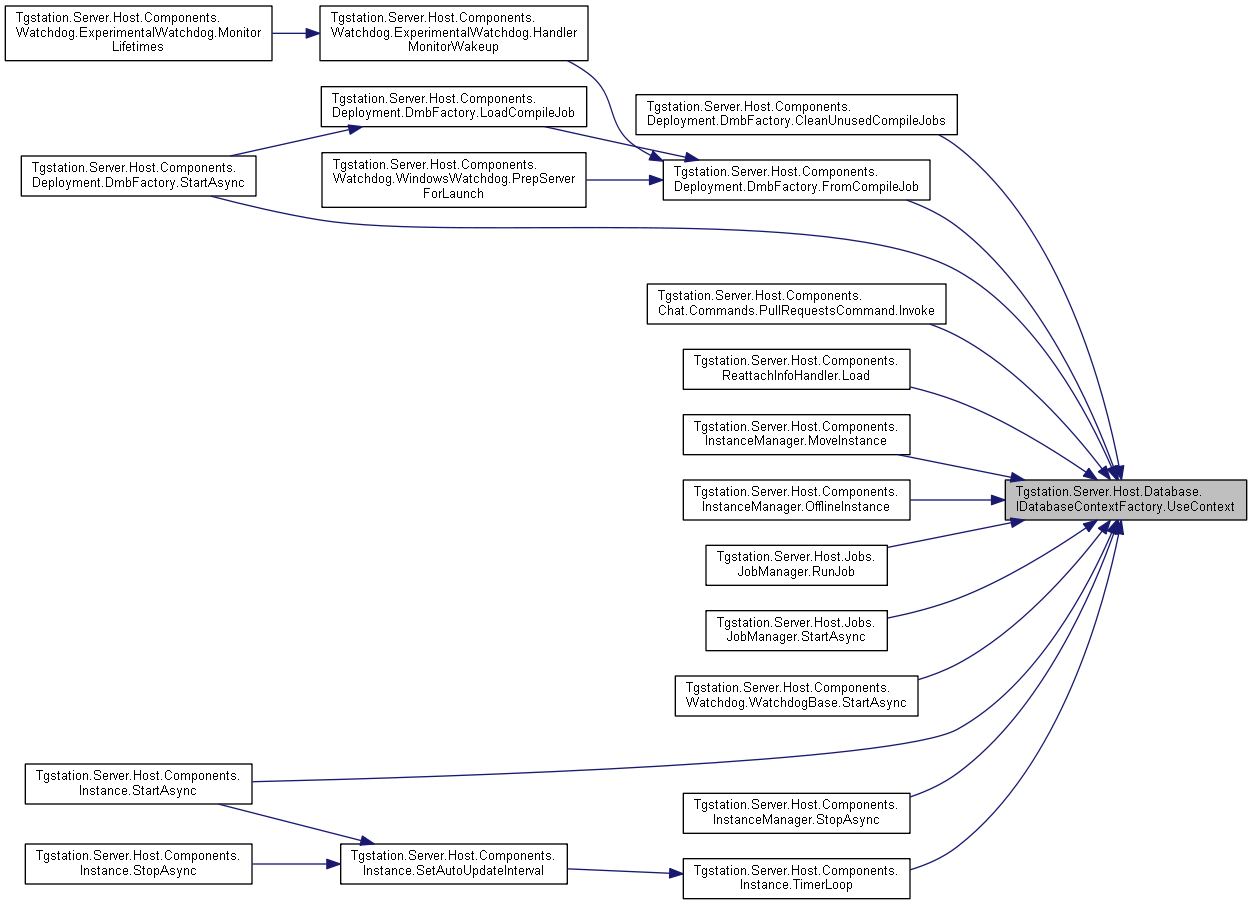 Tgstation.Server.Host.Components.
Watchdog.ExperimentalWatchdog.Monitor
Lifetimes
Tgstation.Server.Host.Components.
Watchdog.ExperimentalWatchdog.Handler
MonitorWakeup
Tgstation.Server.Host.Components.
Deployment.DmbFactory.LoadCompileJob
Tgstation.Server.Host.Components.
Deployment.DmbFactory.CleanUnusedCompileJobs
Tgstation.Server.Host.Components.
Deployment.DmbFactory.StartAsync
Tgstation.Server.Host.Components.
Watchdog.WindowsWatchdog.PrepServer
ForLaunch
Tgstation.Server.Host.Components.
Deployment.DmbFactory.FromCompileJob
Tgstation.Server.Host.Components.
Chat.Commands.PullRequestsCommand.Invoke
Tgstation.Server.Host.Components.
ReattachInfoHandler.Load
Tgstation.Server.Host.Components.
InstanceManager.MoveInstance
Tgstation.Server.Host.Components.
InstanceManager.OfflineInstance
Tgstation.Server.Host.Database.
IDatabaseContextFactory.UseContext
Tgstation.Server.Host.Jobs.
JobManager.RunJob
Tgstation.Server.Host.Jobs.
JobManager.StartAsync
Tgstation.Server.Host.Components.
Watchdog.WatchdogBase.StartAsync
Tgstation.Server.Host.Components.
Instance.StartAsync
Tgstation.Server.Host.Components.
InstanceManager.StopAsync
Tgstation.Server.Host.Components.
Instance.StopAsync
Tgstation.Server.Host.Components.
Instance.SetAutoUpdateInterval
Tgstation.Server.Host.Components.
Instance.TimerLoop